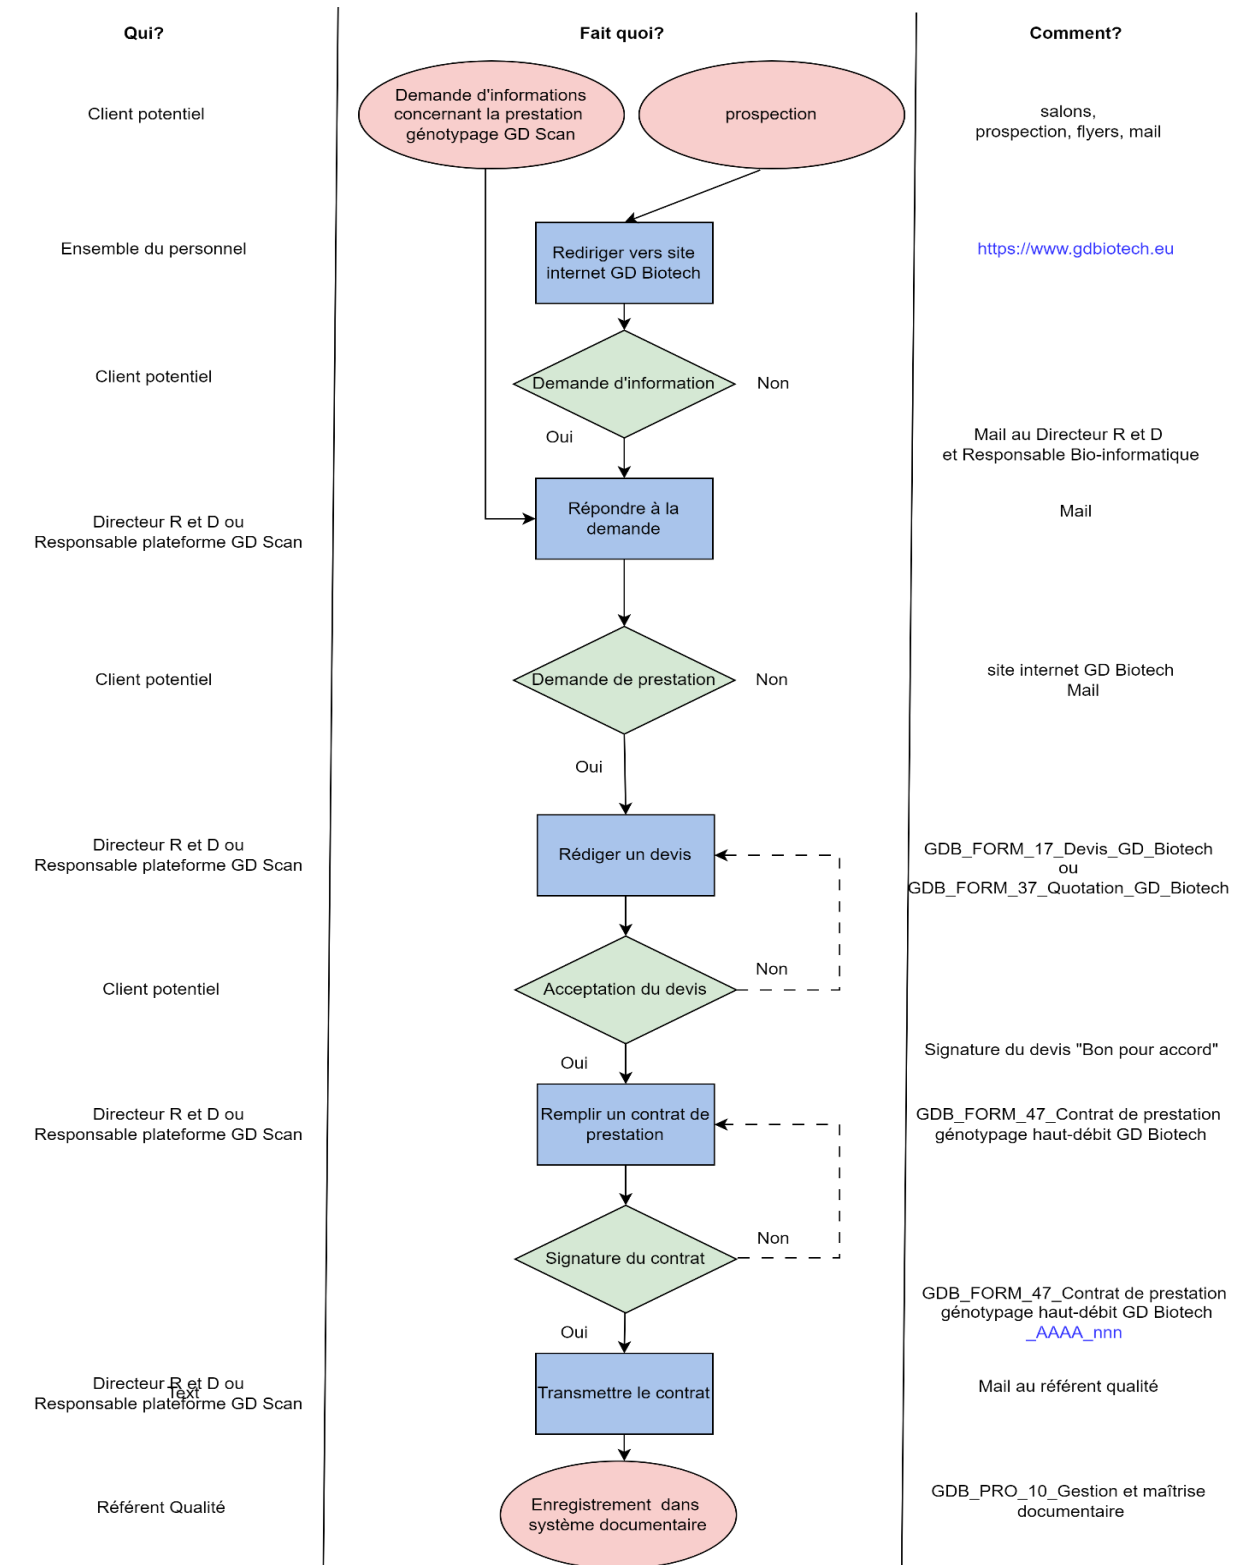 Qui?
Fait quoi?
Comment?
Client potentiel
Demande d'informations
concernant la prestation
génotypage GD Scan
prospection
salons,
prospection, flyers, mail
Ensemble du personnel
Rediriger vers site
internet GD Biotech
https://www.gdbiotech.eu
Client potentiel
Demande d'information
Non
Oui
Mail au Directeur R et D
et Responsable Bio-informatique
Directeur R et D ou
Responsable plateforme GD Scan
Répondre à la
demande
Mail
Client potentiel
Demande de prestation
Non
site internet GD Biotech
Mail
Oui
Directeur R et D ou
Responsable plateforme GD Scan
Rédiger un devis
GDB_FORM_17_Devis_GD_Biotech
ou
GDB_FORM_37_Quotation_GD_Biotech
Client potentiel
Acceptation du devis
Non
Oui
Signature du devis "Bon pour accord"
Directeur R et D ou
Responsable plateforme GD Scan
Remplir un contrat de
prestation
GDB_FORM_47_Contrat de prestation
génotypage haut-débit GD Biotech
Signature du contrat
Non
Oui
GDB_FORM_47_Contrat de prestation
génotypage haut-débit GD Biotech
_AAAA_nnn
Directeur R et D ou
Text
Responsable plateforme GD Scan
Transmettre le contrat
Mail au référent qualité
Référent Qualité
Enregistrement dans
système documentaire
GDB_PRO_10_Gestion et maîtrise
documentaire